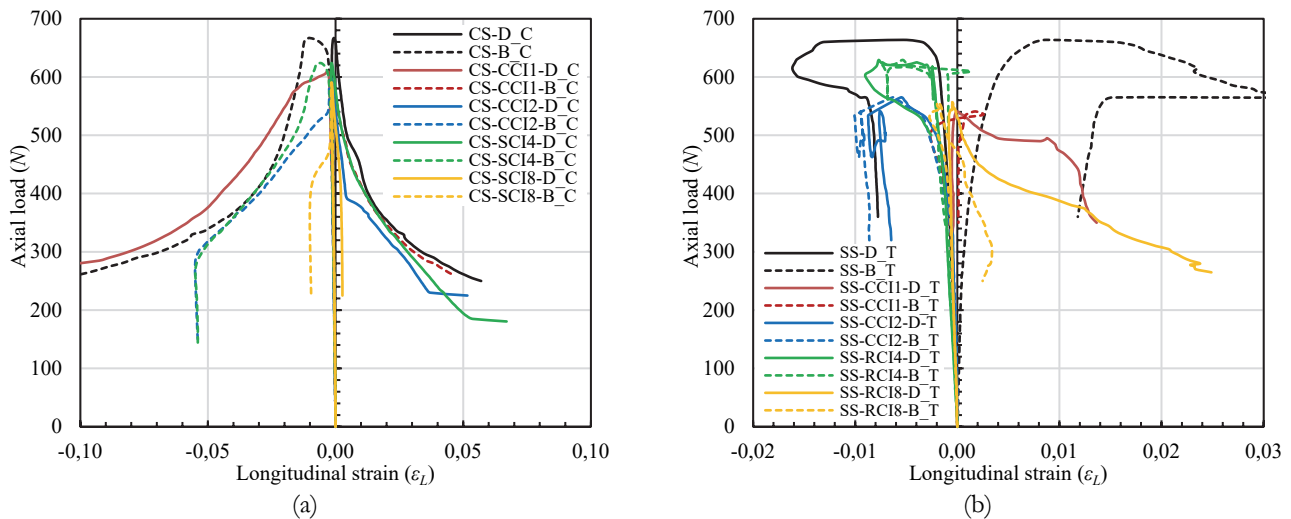 700
600
500
400
300
200
100
0
Axial load (N)
-0,10
-0,05
0,00
0,05
0,10
Longitudinal strain (εL)
CS-D_C
CS-B_C
CS-CCI1-D_C
CS-CCI1-B_C
CS-CCI2-D_C
CS-CCI2-B_C
CS-SCI4-D_C
CS-SCI4-B_C
CS-SCI8-D_C
CS-SCI8-B_C
(a)
700
600
500
400
300
200
100
0
Axial load (N)
-0,02
-0,01
0,00
0,01
0,02
0,03
Longitudinal strain (εL)
SS-D_T
SS-B_T
SS-CCI1-D_T
SS-CCI1-B_T
SS-CCI2-D-T
SS-CCI2-B_T
SS-RCI4-D_T
SS-RCI4-B_T
SS-RCI8-D_T
SS-RCI8-B_T
(b)